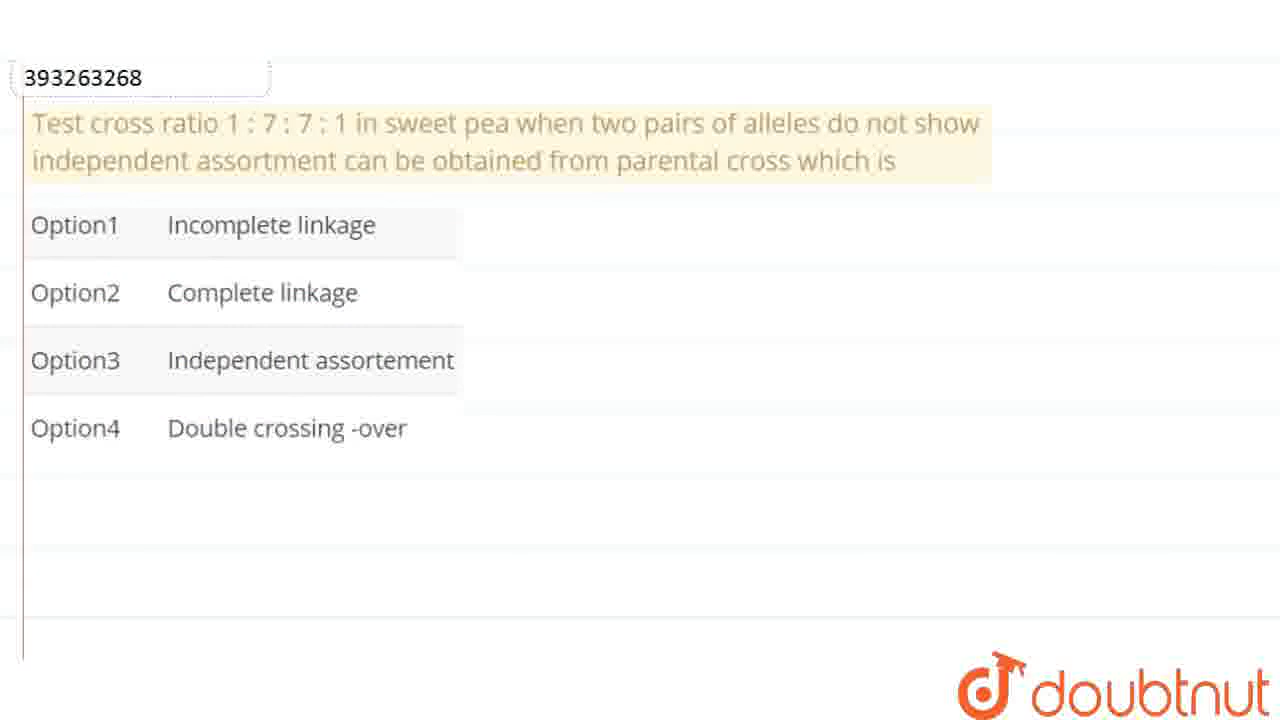 393263268
Test cross ratio 1 : 7 : 7 : 1 in sweet pea when two pairs of alleles do not show
independent assortment can be obtained from parental cross which is
Option1 Incomplete linkage
Option2 Complete linkage
Option3 Independent assortement
Option4 Double crossing -over
doubtnut